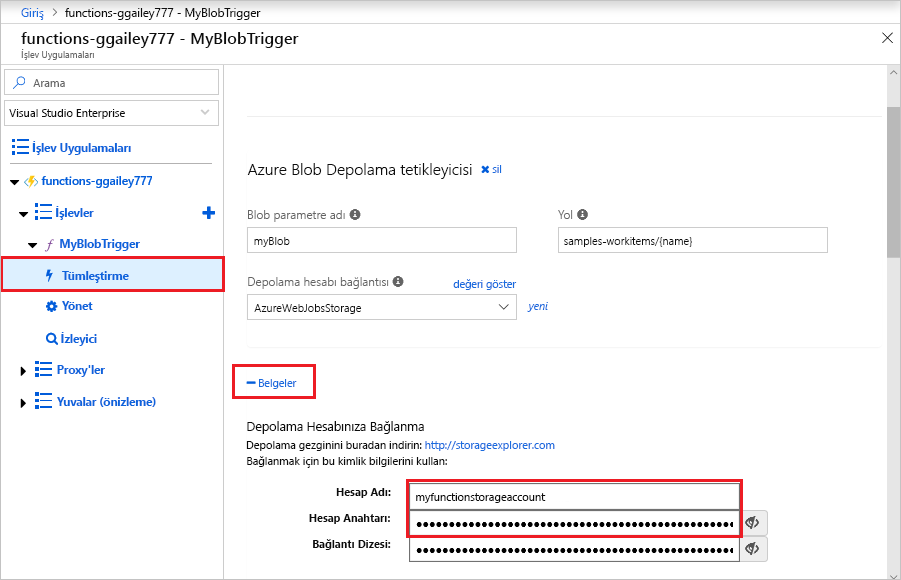 Giriş > functions-ggailey777 - MyBlobTrigger
functions-ggailey777 - MyBlobTrigger
İşlev Uygulamaları
Arama
Visual Studio Enterprise
İşlev Uygulamaları
functions-ggailey777
İşlevler
MyBlobTrigger
Tümleştirme
Yönet
İzleyici
Proxy'ler
Yuvalar (önizleme)
Azure Blob Depolama tetikleyicisi sil
Blob parametre adı
myBlob
Yol
samples-workitems/{name}
Depolama hesabı bağlantısı
değeri göster
AzureWebJobsStorage
yeni
Belgeler
Depolama Hesabınıza Bağlanma
Depolama gezginini buradan indirin: http://storageexplorer.com
Bağlanmak için bu kimlik bilgilerini kullan:
Hesap Adı: myfunctionstorageaccount
Hesap Anahtarı:
Bağlantı Dizesi: